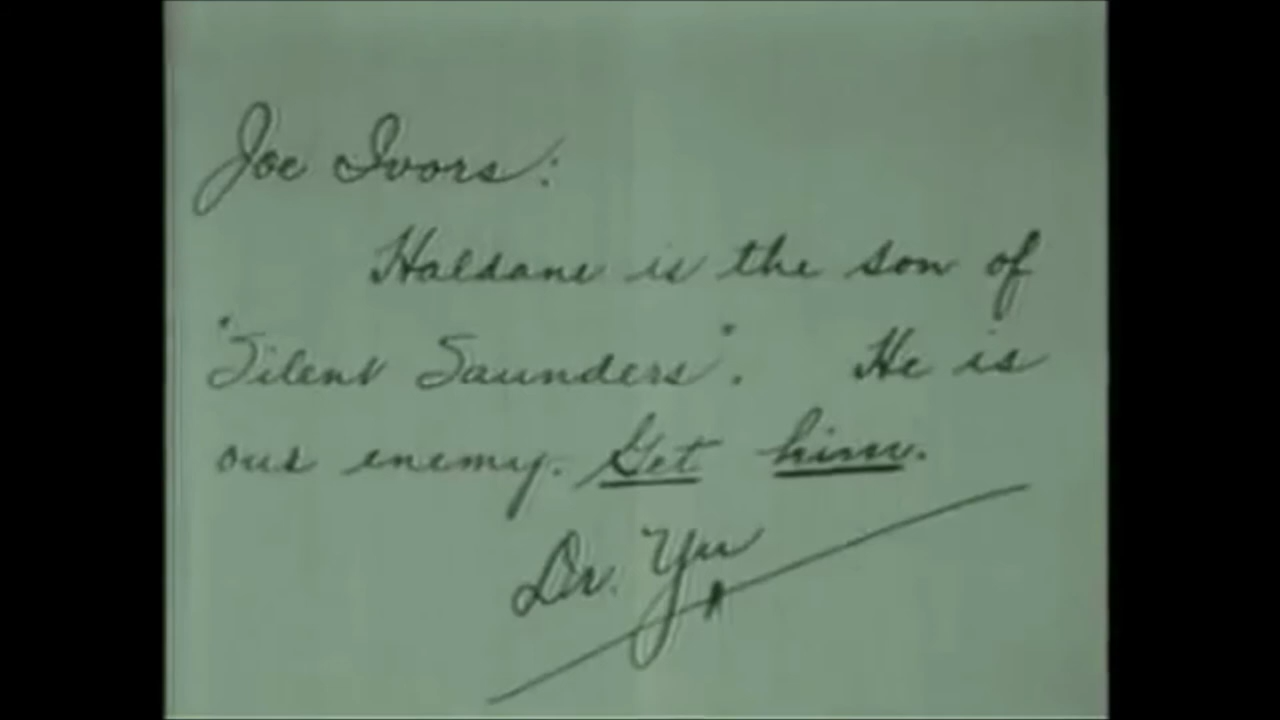 Joe Ivors:
Haldane is the son of
"Silent Saunders". He is
our enemy. Get him.
Dr. Yu